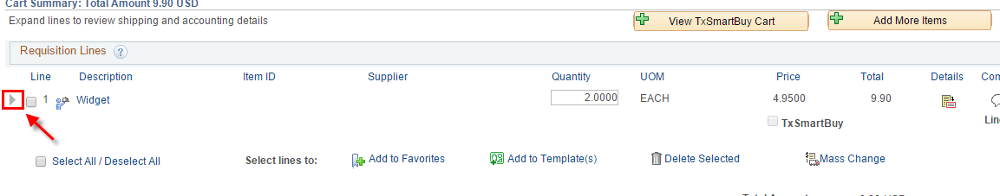 Cart Summary: Total Amount 9.90 USD
Expand lines to review shipping and accounting details
View TxSmartBuy Cart
Add More Items
Requisition Lines ?
Line Description Item ID Supplier Quantity UOM Price Total Details
1 Widget 2.0000 EACH 4.9500 9.90
TxSmartBuy
Select All / Deselect All Select lines to: Add to Favorites Add to Template(s) Delete Selected Mass Change